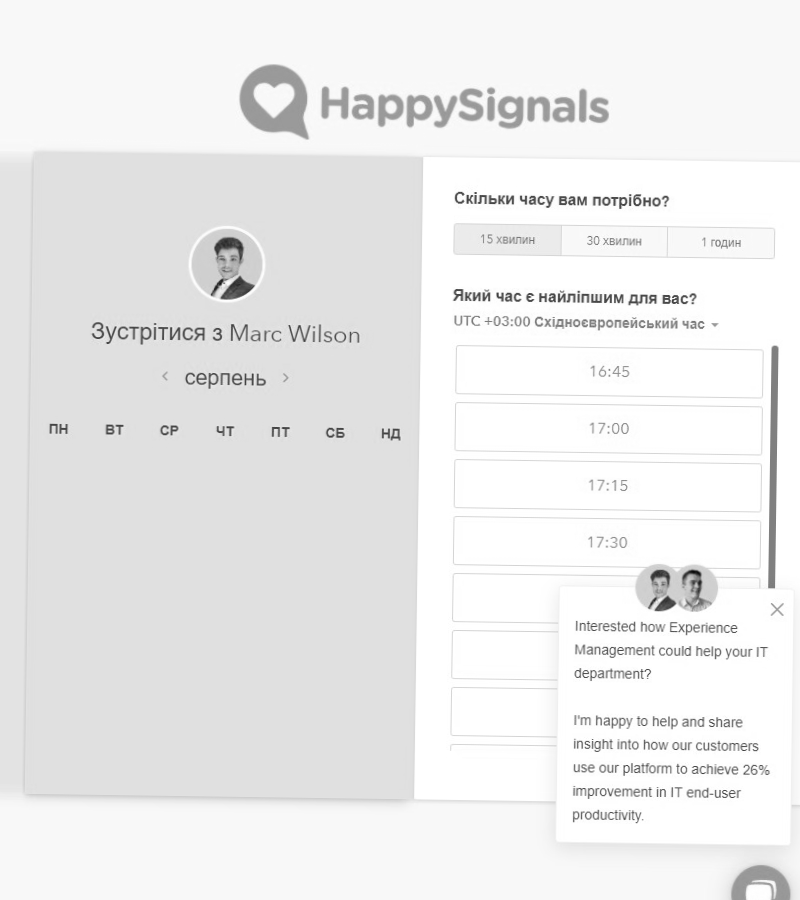 HappySignals
Зустрітися з Marc Wilson
серпень
ПН ВТ СР ЧТ ПТ СБ НД
Скільки часу вам потрібно?
15 хвилин 30 хвилин 1 годин
Який час є найліпшим для вас?
UTC +03:00 Східноєвропейський час
16:45
17:00
17:15
17:30
Interested how Experience
Management could help your IT
department?
I'm happy to help and share
insight into how our customers
use our platform to achieve 26%
improvement in IT end-user
productivity.